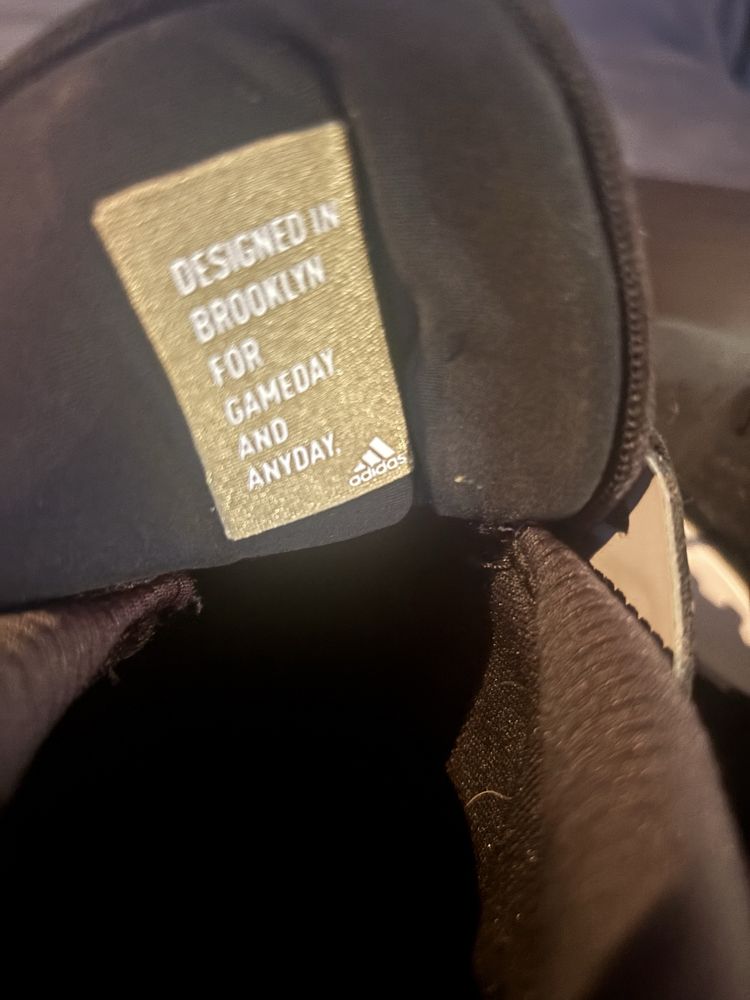 DESIGNED IN
BROOKLYN
FOR
GAMEDAY
AND
ANYDAY.
adidas